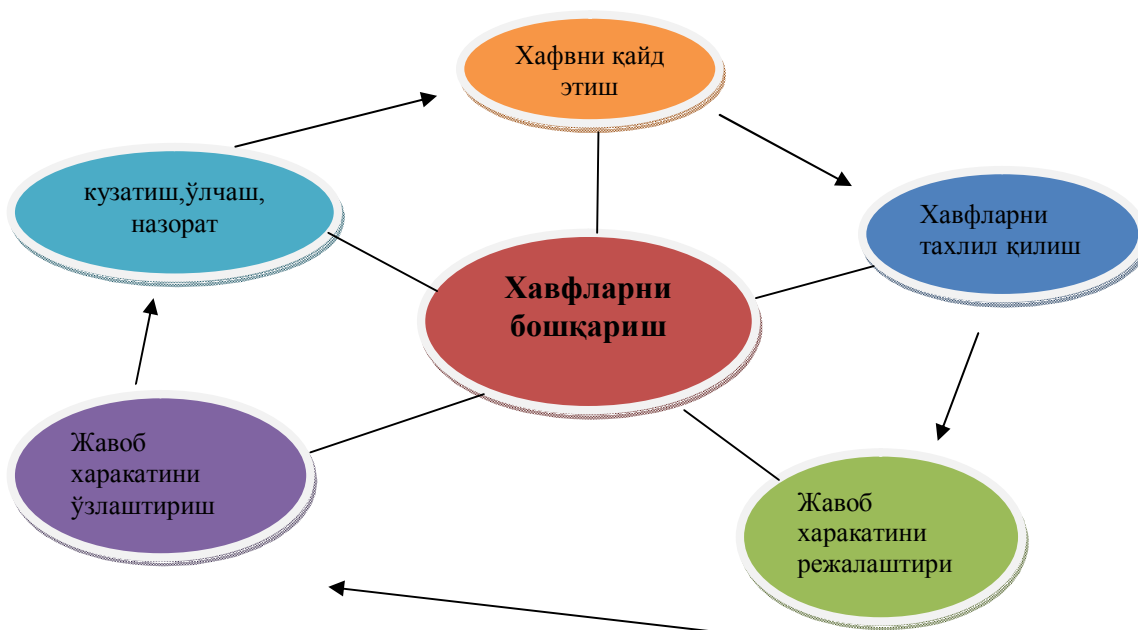 Хафвни қайд
этиш
кузатиш,ўлчаш,
назорат
Хавфларни
тахлил қилиш
Хавфларни
бошқариш
Жавоб
харакатини
ўзлаштириш
Жавоб
харакатини
режалаштири